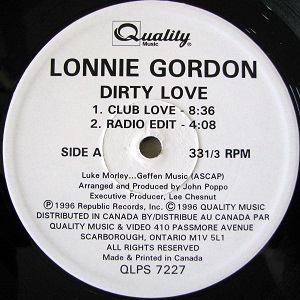 Quality
Music
LONNIE GORDON
DIRTY LOVE
1. CLUB LOVE - 8:36
2. RADIO EDIT - 4:08
SIDE A 33 1/3 RPM
Luke Morley...Geffen Music (ASCAP)
Arranged and Produced by John Poppo
Executive Producer, Lee Chesnut
Ⓟ 1996 Republic Records, Inc. Ⓒ 1996 QUALITY MUSIC
DISTRIBUTED IN CANADA BY/DISTRIBUE AU CANADA PAR
QUALITY MUSIC & VIDEO 410 PASSMORE AVENUE
SCARBOROUGH, ONTARIO M1V 5L1
ALL RIGHTS RESERVED
Made & Printed in Canada
QLPS 7227